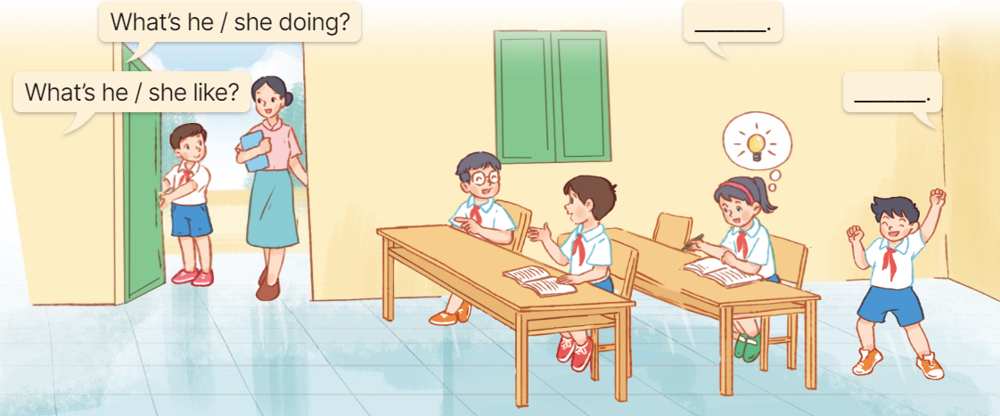 What's he / she doing?
______.
What's he / she like?
______.